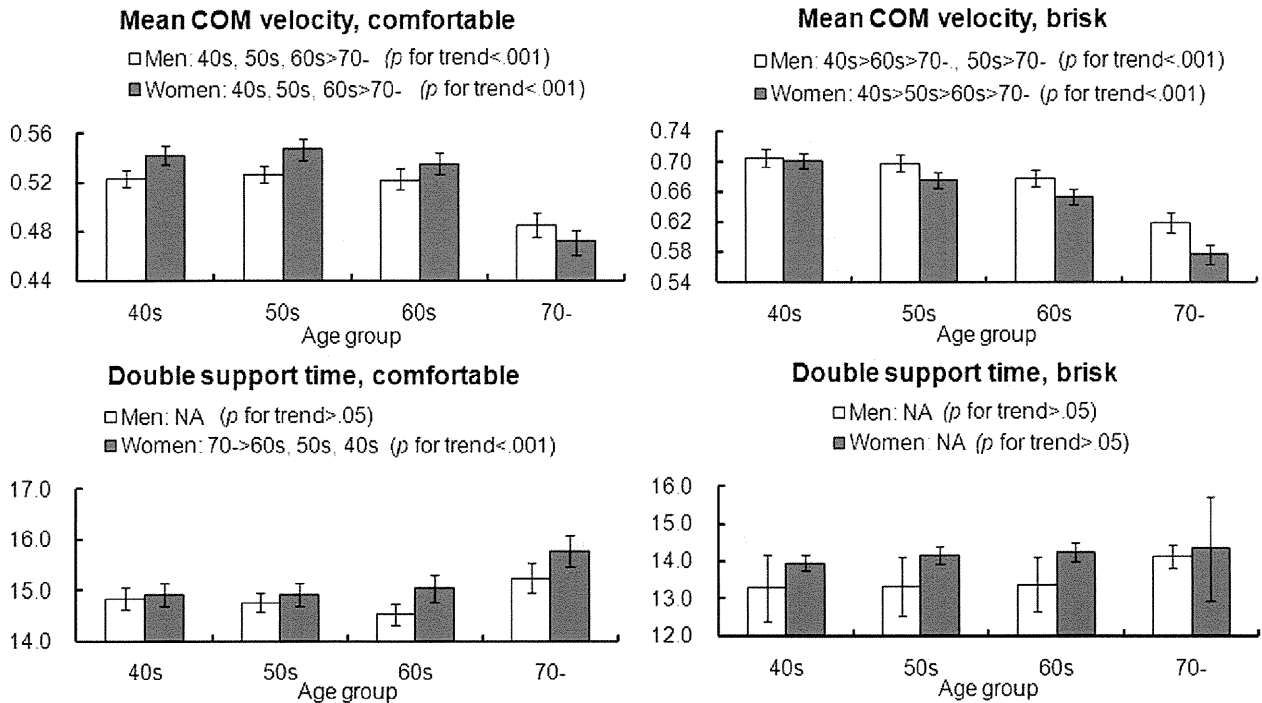 Mean COM velocity, comfortable
Men: 40s, 50s, 60s>70- (p for trend<.001)
Women: 40s, 50s, 60s>70- (p for trend<.001)
0.56
0.52
0.48
0.44
40s 50s 60s 70-
Age group
Mean COM velocity, brisk
Men: 40s>60s>70-, 50s>70- (p for trend<.001)
Women: 40s>50s>60s>70- (p for trend<.001)
0.74
0.70
0.66
0.62
0.58
0.54
40s 50s 60s 70-
Age group
Double support time, comfortable
Men: NA (p for trend>.05)
Women: 70->60s, 50s, 40s (p for trend<.001)
17.0
16.0
15.0
14.0
40s 50s 60s 70-
Age group
Double support time, brisk
Men: NA (p for trend>.05)
Women: NA (p for trend>.05)
16.0
15.0
14.0
13.0
12.0
40s 50s 60s 70-
Age group